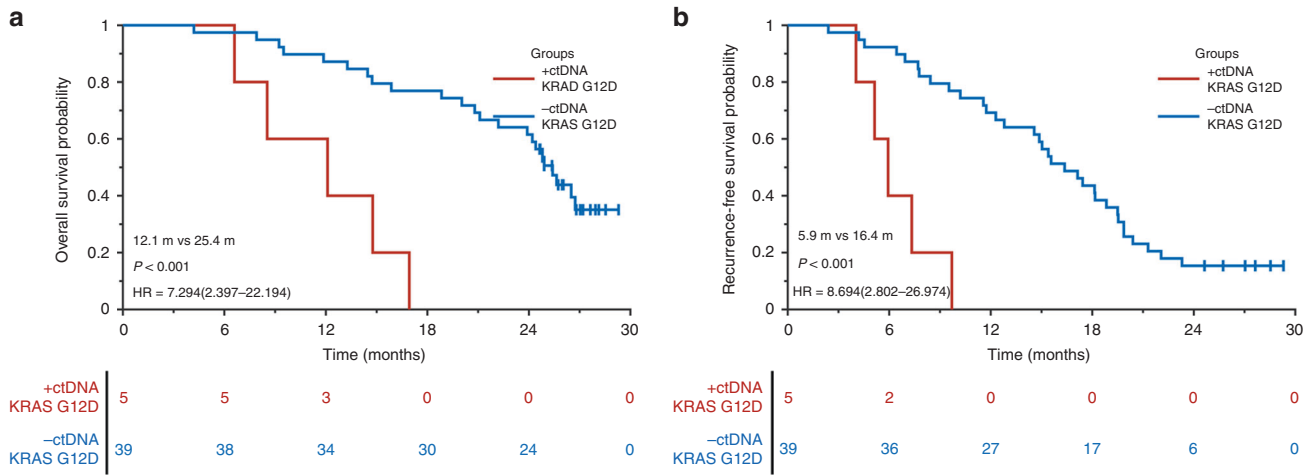 a
Overall survival probability
1
0.8
0.6
0.4
0.2
0
Groups
+ctDNA
KRAD G12D
–ctDNA
KRAS G12D
12.1 m vs 25.4 m
P < 0.001
HR = 7.294(2.397–22.194)
0 6 12 18 24 30
Time (months)
+ctDNA
KRAS G12D
5 5 3 0 0 0
–ctDNA
KRAS G12D
39 38 34 30 24 0
b
Recurrence-free survival probability
1
0.8
0.6
0.4
0.2
0
Groups
+ctDNA
KRAS G12D
–ctDNA
KRAS G12D
5.9 m vs 16.4 m
P < 0.001
HR = 8.694(2.802–26.974)
0 6 12 18 24 30
Time (months)
+ctDNA
KRAS G12D
5 2 0 0 0 0
–ctDNA
KRAS G12D
39 36 27 17 6 0